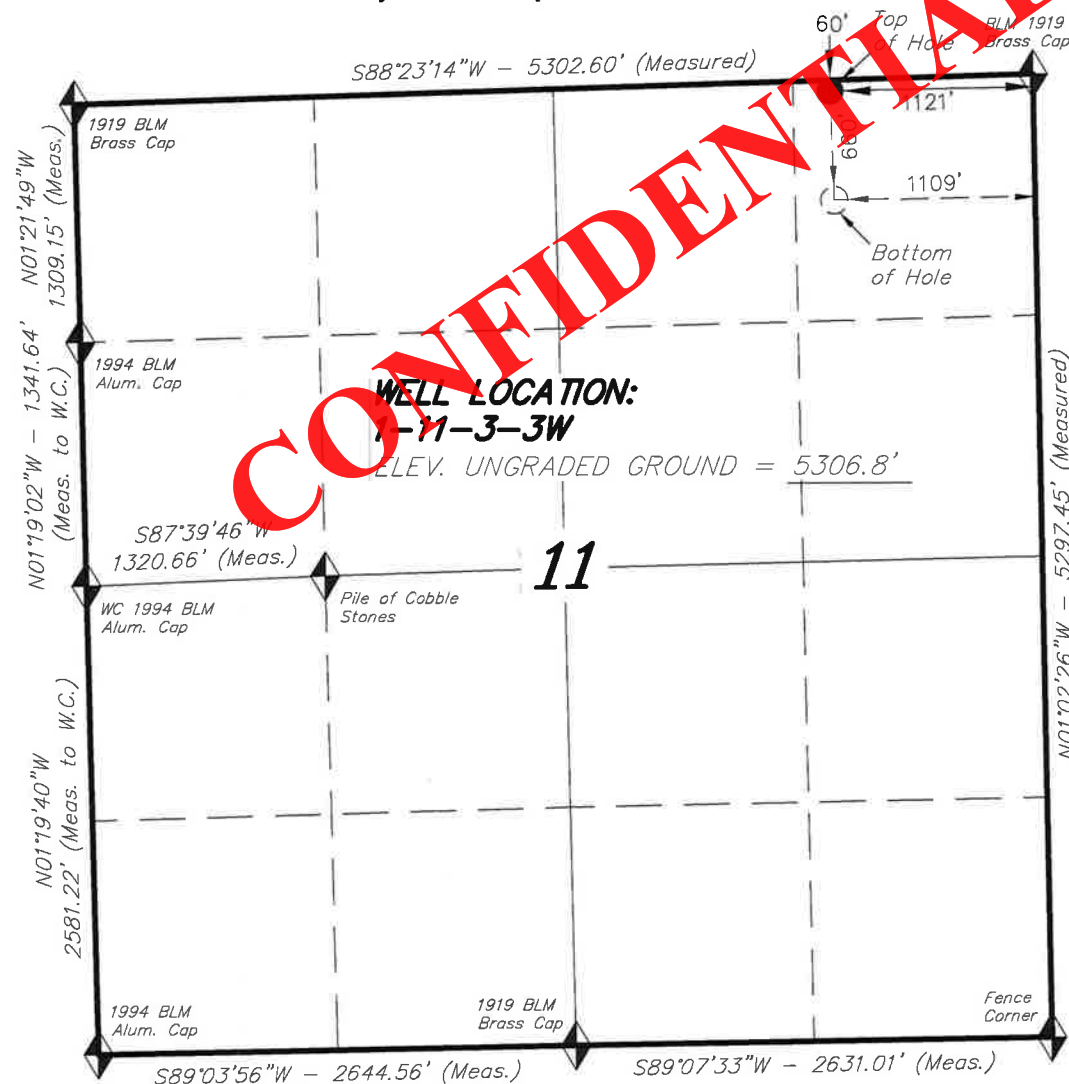 60'
Top
of Hole
BLM 1919
Brass Cap
S88°23'14"W - 5302.60' (Measured)
1121'
1919 BLM
Brass Cap
1109'
Bottom
of Hole
N01°21'49"W
1309.15' (Meas.)
1994 BLM
Alum. Cap
N01°19'02"W - 1341.64'
(Meas. to W.C.)
WELL LOCATION:
1-11-3-3W
ELEV. UNGRADED GROUND = 5306.8'
CONFIDENTIAL
S87°39'46"W
1320.66' (Meas.)
11
WC 1994 BLM
Alum. Cap
Pile of Cobble
Stones
N01°02'26"W - 5297.45' (Measured)
N01°19'40"W
2581.22' (Meas. to W.C.)
1994 BLM
Alum. Cap
1919 BLM
Brass Cap
Fence
Corner
S89°03'56"W - 2644.56' (Meas.)
S89°07'33"W - 2631.01' (Meas.)